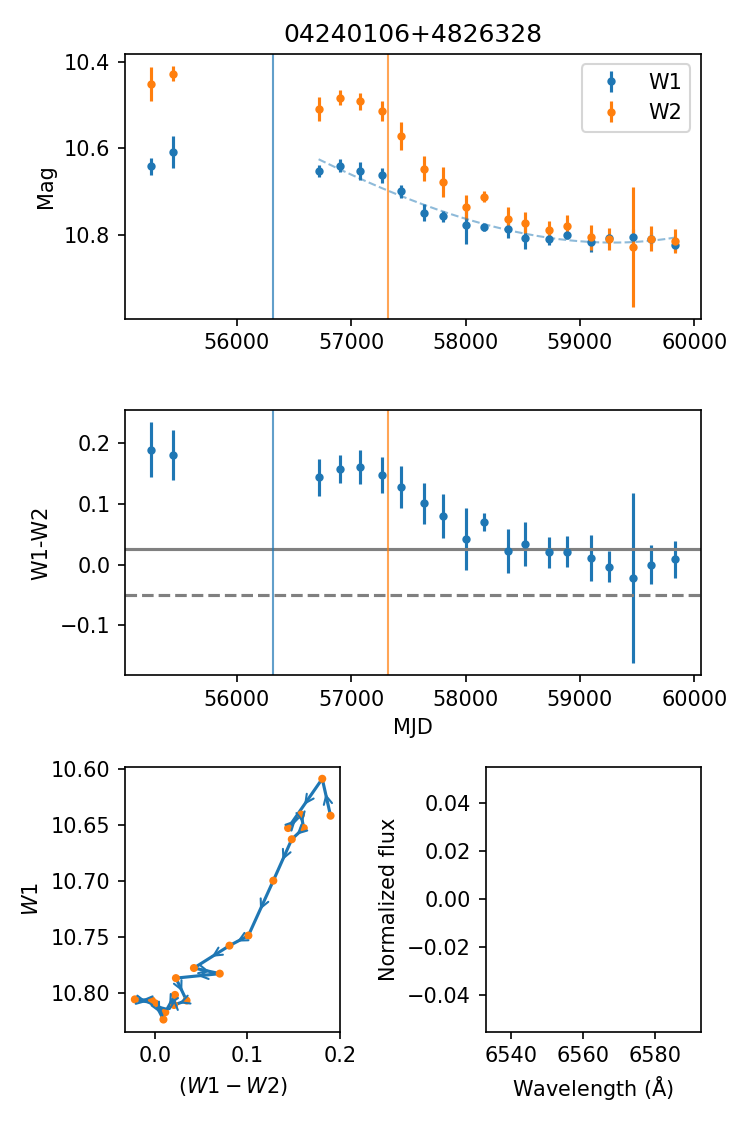 04240106+4826328
10.4
10.6
10.8
Mag
W1
W2
56000 57000 58000 59000 60000
0.2
0.1
0.0
−0.1
W1-W2
56000 57000 58000 59000 60000
MJD
10.60
10.65
10.70
10.75
10.80
W1
0.0 0.1 0.2
(W1 − W2)
0.04
0.02
0.00
−0.02
−0.04
Normalized flux
6540 6560 6580
Wavelength (Å)